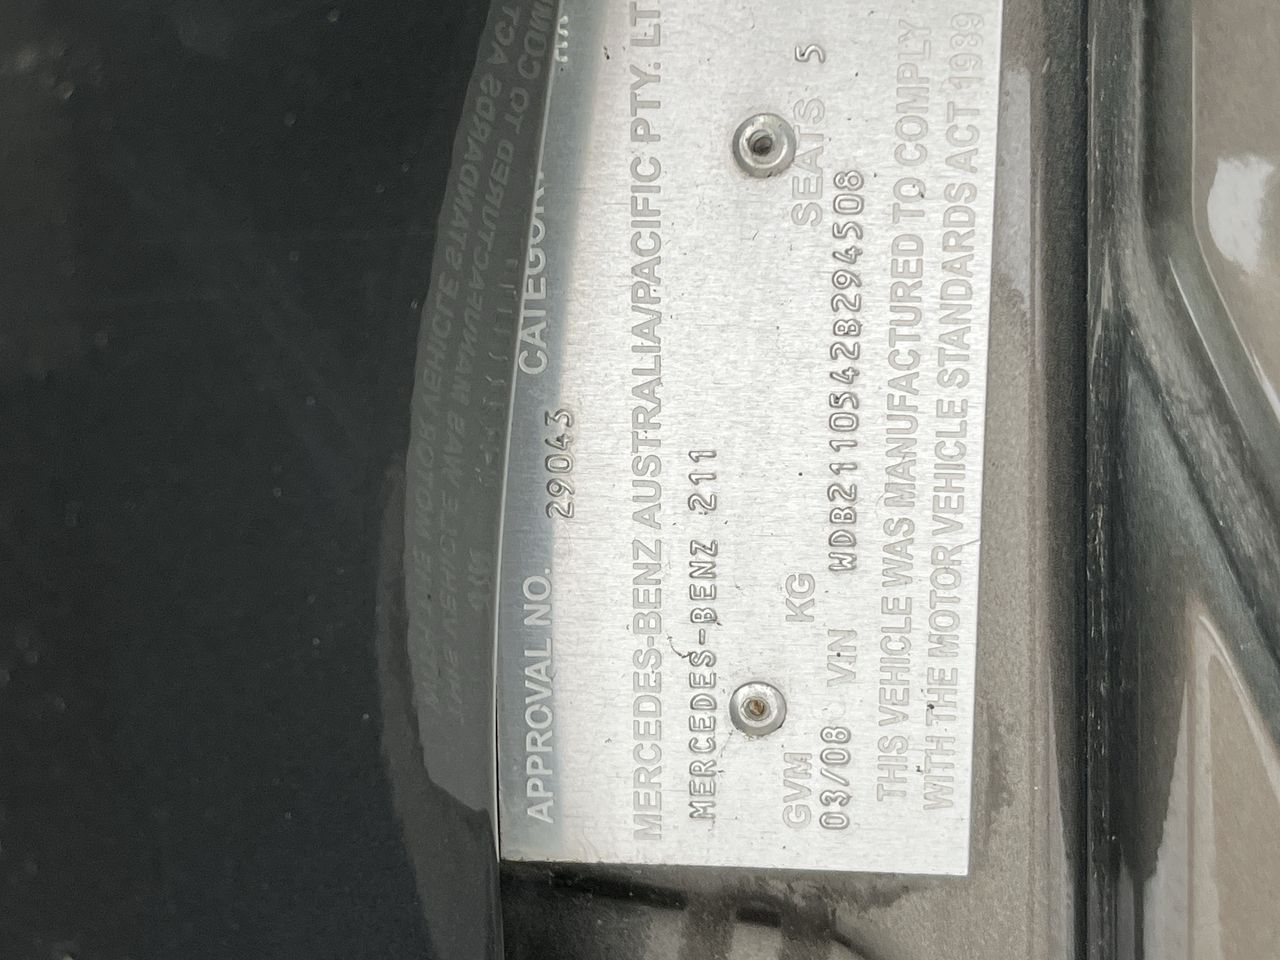 APPROVAL NO. 29043 CATEGORY
MERCEDES-BENZ AUSTRALIA/PACIFIC PTY. LT
MERCEDES-BENZ 211
GVM KG SEATS 5
03/08 VIN WDB2110542B294508
THIS VEHICLE WAS MANUFACTURED TO COMPLY
WITH THE MOTOR VEHICLE STANDARDS ACT 1989